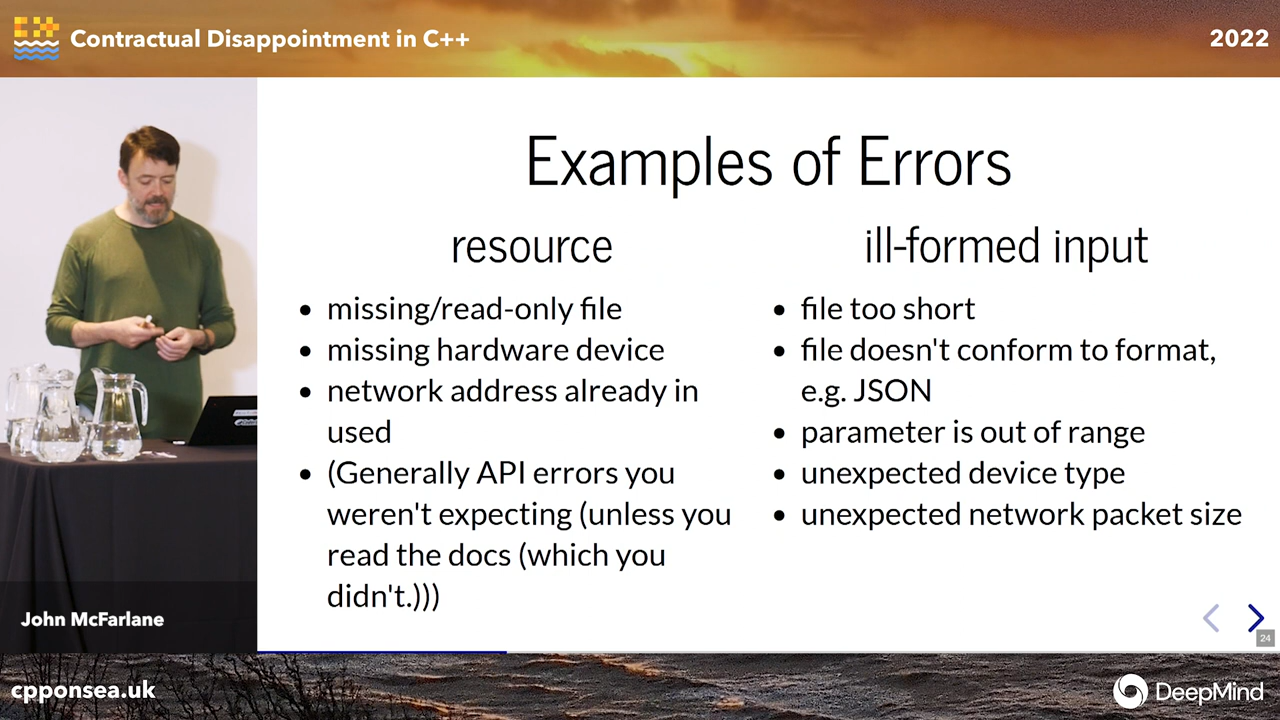 Contractual Disappointment in C++
2022
Examples of Errors
resource
missing/read-only file
missing hardware device
network address already in
used
(Generally API errors you
weren't expecting (unless you
read the docs (which you
didn't.)))
ill-formed input
file too short
file doesn't conform to format,
e.g. JSON
parameter is out of range
unexpected device type
unexpected network packet size
24
John McFarlane
cpponsea.uk
DeepMind